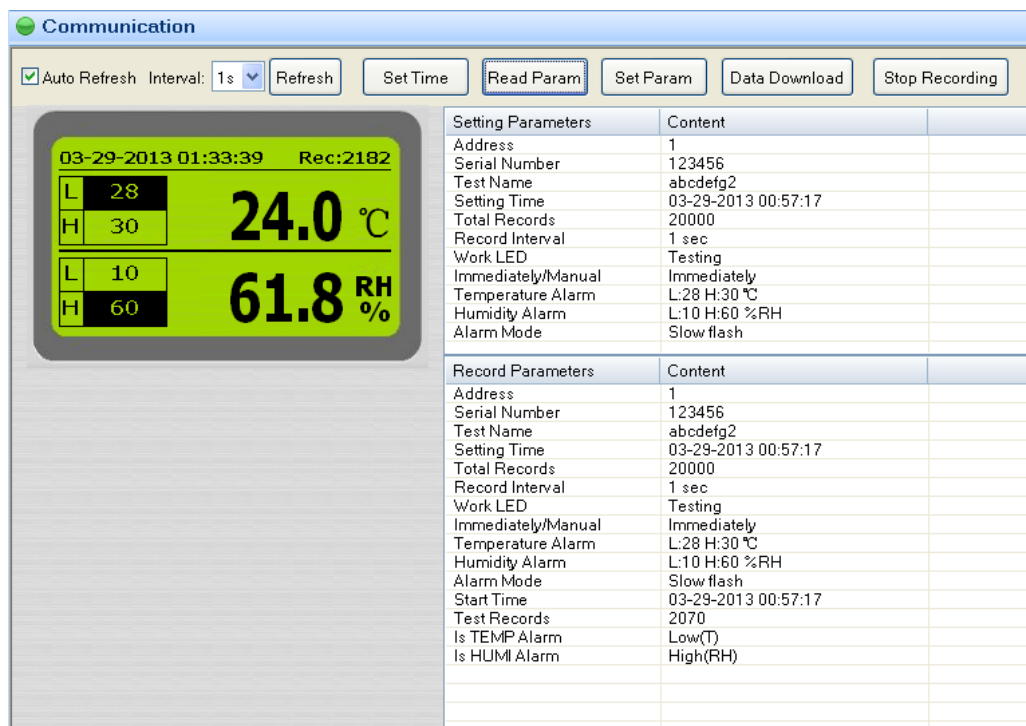 Communication
Auto Refresh Interval: 1s Refresh Set Time Read Param Set Param Data Download Stop Recording
03-29-2013 01:33:39 Rec:2182
L 28
H 30
24.0 ℃
L 10
H 60
61.8 RH %
Setting Parameters Content
Address 1
Serial Number 123456
Test Name abcdefg2
Setting Time 03-29-2013 00:57:17
Total Records 20000
Record Interval 1 sec
Work LED Testing
Immediately/Manual Immediately
Temperature Alarm L:28 H:30 ℃
Humidity Alarm L:10 H:60 %RH
Alarm Mode Slow flash
Record Parameters Content
Address 1
Serial Number 123456
Test Name abcdefg2
Setting Time 03-29-2013 00:57:17
Total Records 20000
Record Interval 1 sec
Work LED Testing
Immediately/Manual Immediately
Temperature Alarm L:28 H:30 ℃
Humidity Alarm L:10 H:60 %RH
Alarm Mode Slow flash
Start Time 03-29-2013 00:57:17
Test Records 2070
Is TEMP Alarm Low(T)
Is HUMI Alarm High(RH)